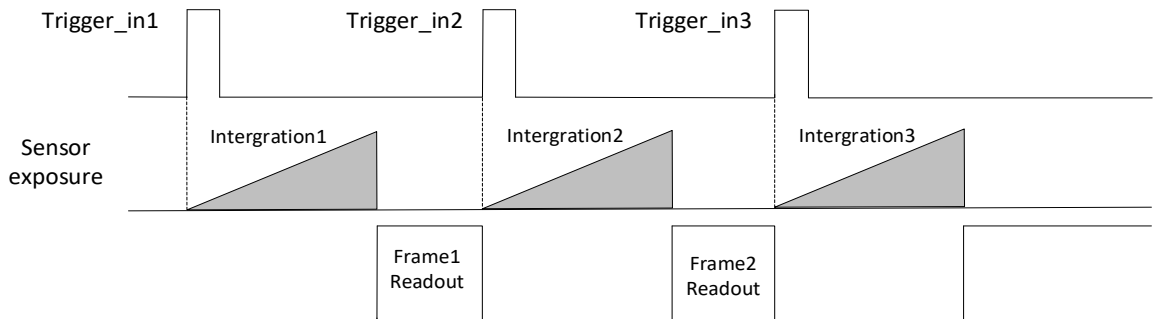 Trigger_in1
Trigger_in2
Trigger_in3
Sensor
exposure
Intergration1
Intergration2
Intergration3
Frame1
Readout
Frame2
Readout